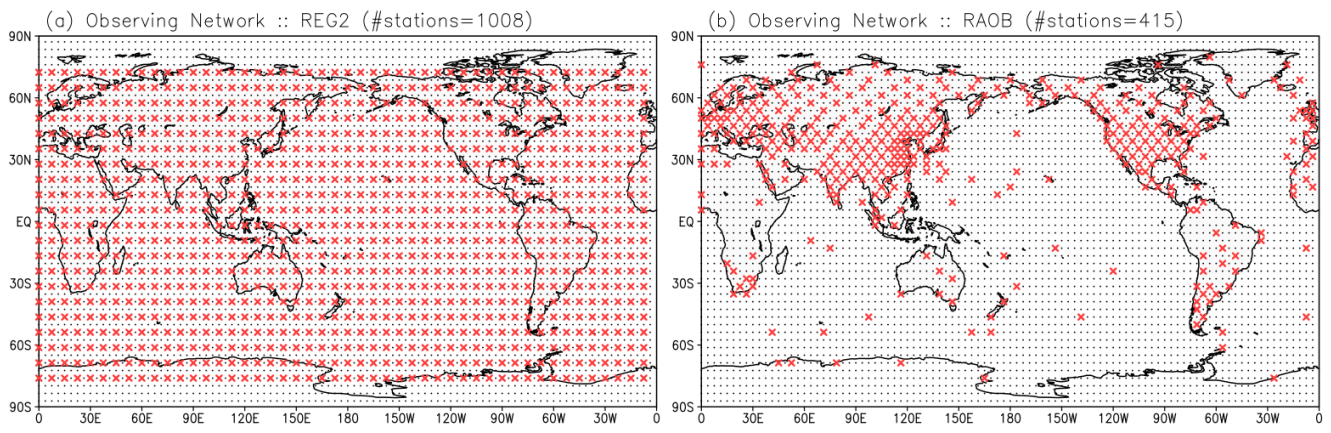 (a) Observing Network :: REG2 (#stations=1008)
90N
60N
30N
EQ
30S
60S
90S
0 30E 60E 90E 120E 150E 180 150W 120W 90W 60W 30W 0
(b) Observing Network :: RAOB (#stations=415)
90N
60N
30N
EQ
30S
60S
90S
0 30E 60E 90E 120E 150E 180 150W 120W 90W 60W 30W 0